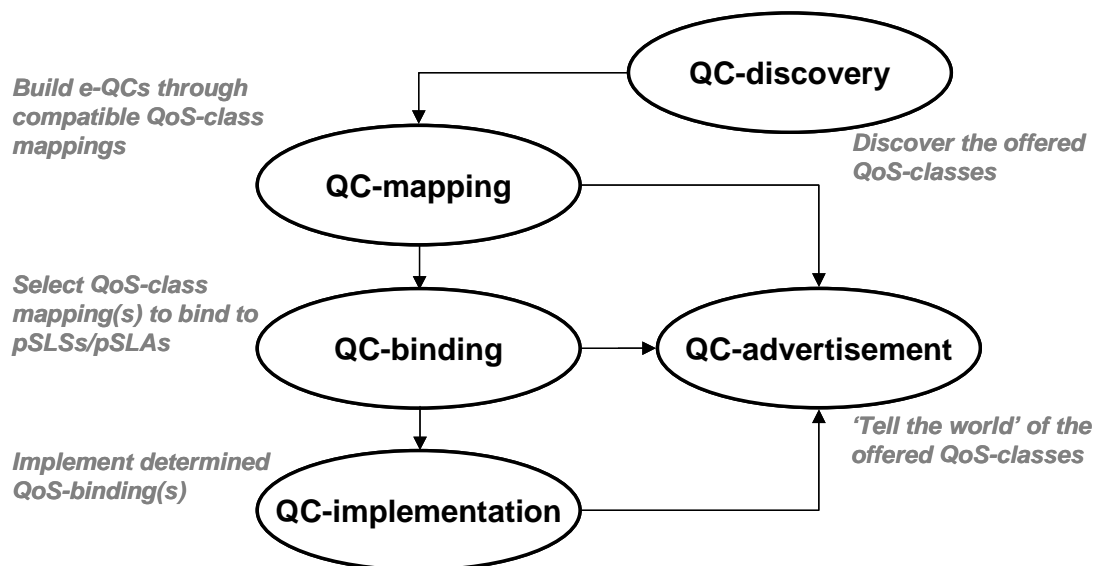 QC-discovery
Build e-QCs through
compatible QoS-class
mappings
Discover the offered
QoS-classes
QC-mapping
Select QoS-class
mapping(s) to bind to
pSLSs/pSLAs
QC-binding
QC-advertisement
‘Tell the world’ of the
offered QoS-classes
Implement determined
QoS-binding(s)
QC-implementation